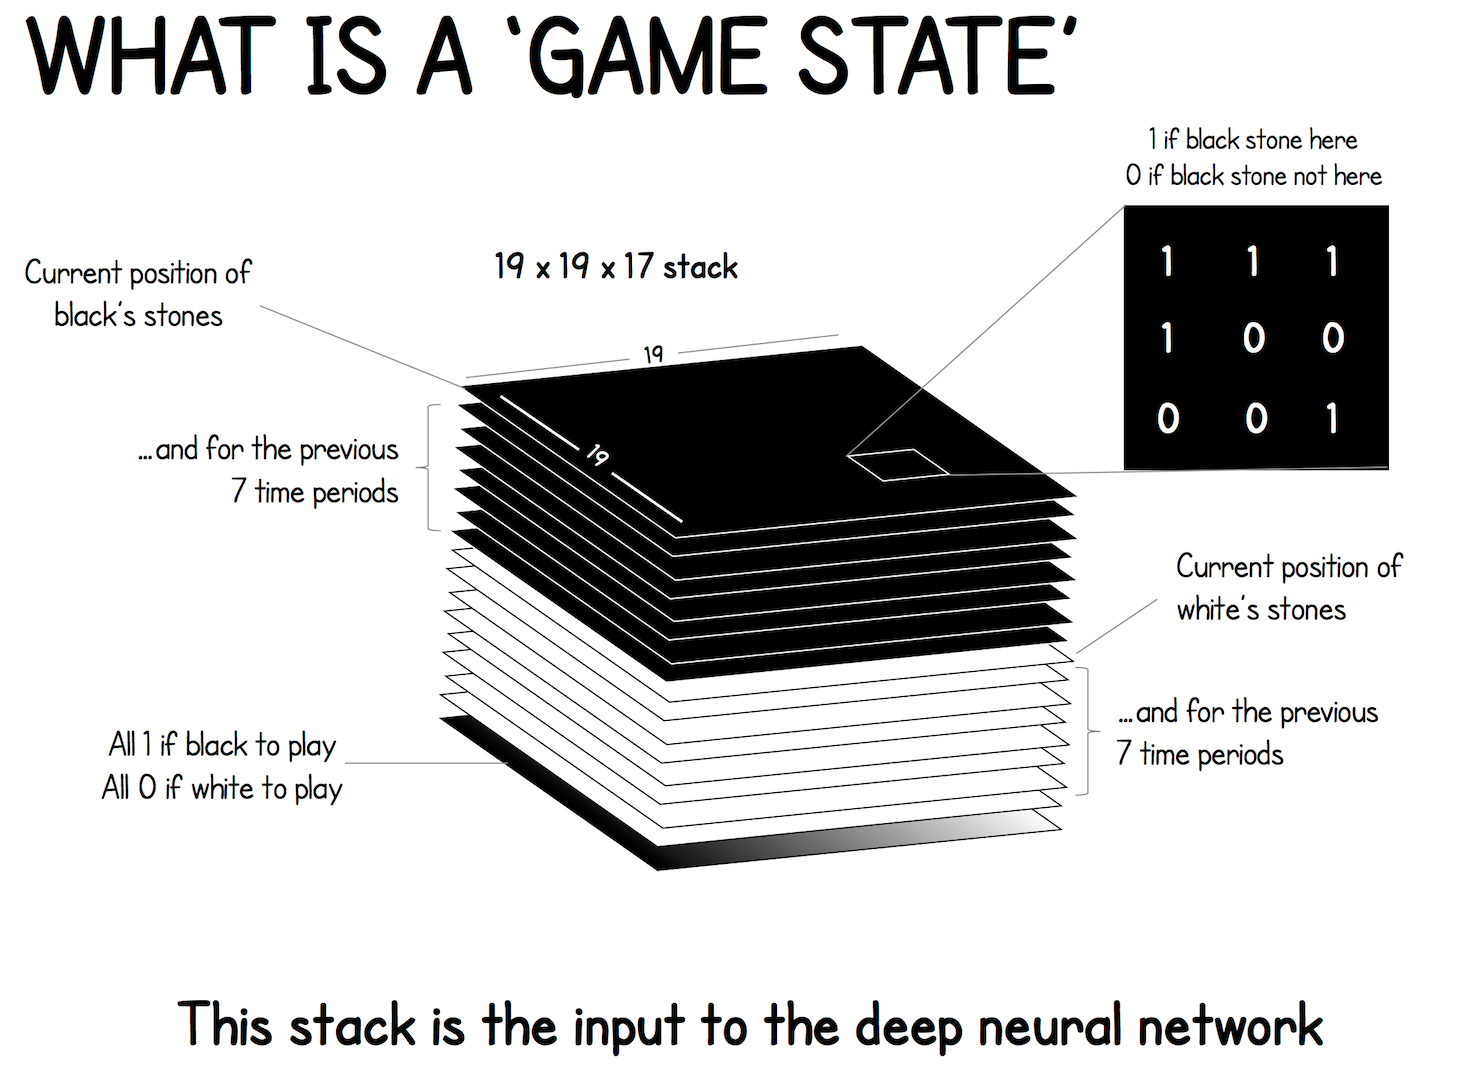 WHAT IS A ‘GAME STATE’
1 if black stone here
0 if black stone not here
1 1 1
1 0 0
0 0 1
Current position of
black’s stones
19 x 19 x 17 stack
19
19
...and for the previous
7 time periods
Current position of
white’s stones
...and for the previous
7 time periods
All 1 if black to play
All 0 if white to play
This stack is the input to the deep neural network